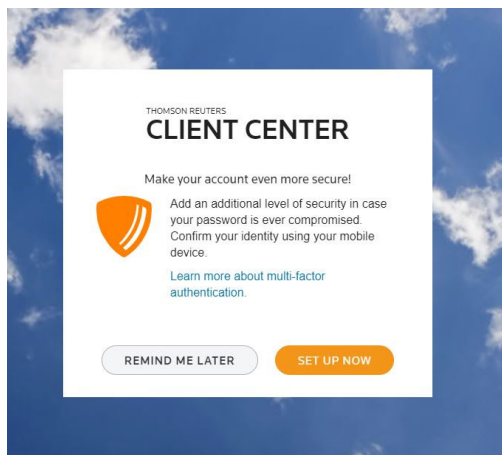 THOMSON REUTERS
CLIENT CENTER
Make your account even more secure!
Add an additional level of security in case
your password is ever compromised.
Confirm your identity using your mobile
device.
Learn more about multi-factor
authentication.
REMIND ME LATER
SET UP NOW